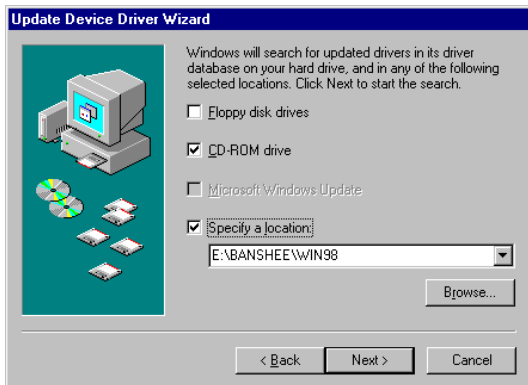 Update Device Driver Wizard
Windows will search for updated drivers in its driver
database on your hard drive, and in any of the following
selected locations. Click Next to start the search.
Floppy disk drives
CD-ROM drive
Microsoft Windows Update
Specify a location:
E:\BANSHEE\WIN98
Browse...
< Back
Next >
Cancel